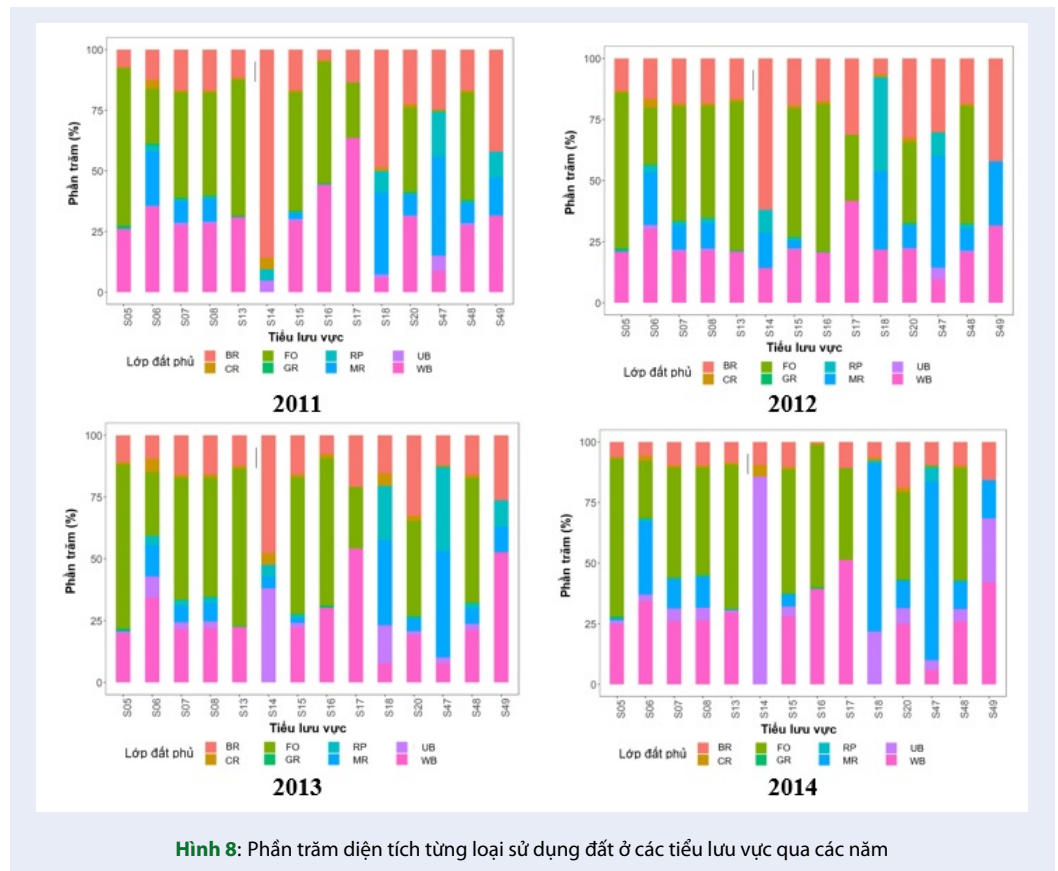 Phần trăm (%)
100
75
50
25
0
S05 S06 S07 S08 S13 S14 S15 S16 S17 S18 S20 S47 S48 S49
Tiểu lưu vực
Lớp đất phủ
BR FO RP UB
CR GR MR WB
2011
Phần trăm (%)
100
75
50
25
0
S05 S06 S07 S08 S13 S14 S15 S16 S17 S18 S20 S47 S48 S49
Tiểu lưu vực
Lớp đất phủ
BR FO RP UB
CR GR MR WB
2012
Phần trăm (%)
100
75
50
25
0
S05 S06 S07 S08 S13 S14 S15 S16 S17 S18 S20 S47 S48 S49
Tiểu lưu vực
Lớp đất phủ
BR FO RP UB
CR GR MR WB
2013
Phần trăm (%)
100
75
50
25
0
S05 S06 S07 S08 S13 S14 S15 S16 S17 S18 S20 S47 S48 S49
Tiểu lưu vực
Lớp đất phủ
BR FO RP UB
CR GR MR WB
2014
Hình 8: Phần trăm diện tích từng loại sử dụng đất ở các tiểu lưu vực qua các năm